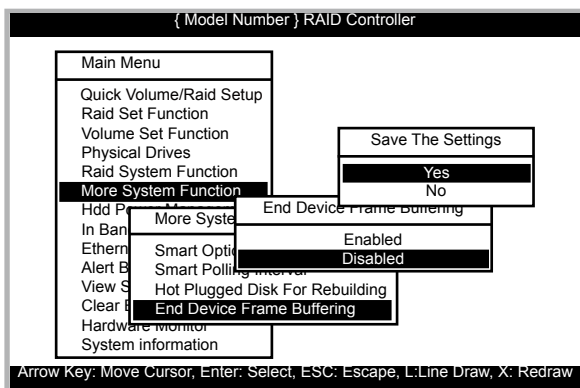 { Model Number } RAID Controller
Main Menu
Quick Volume/Raid Setup
Raid Set Function
Volume Set Function
Physical Drives
Raid System Function
More System Function
Hdd
In Ban
Ethern
Alert B
View S
Clear
Hardware Monitor
System information
More Syste
Smart Optio
Smart Polling Interval
Hot Plugged Disk For Rebuilding
End Device Frame Buffering
End Device Frame Buffering
Enabled
Disabled
Save The Settings
Yes
No
Arrow Key: Move Cursor, Enter: Select, ESC: Escape, L:Line Draw, X: Redraw